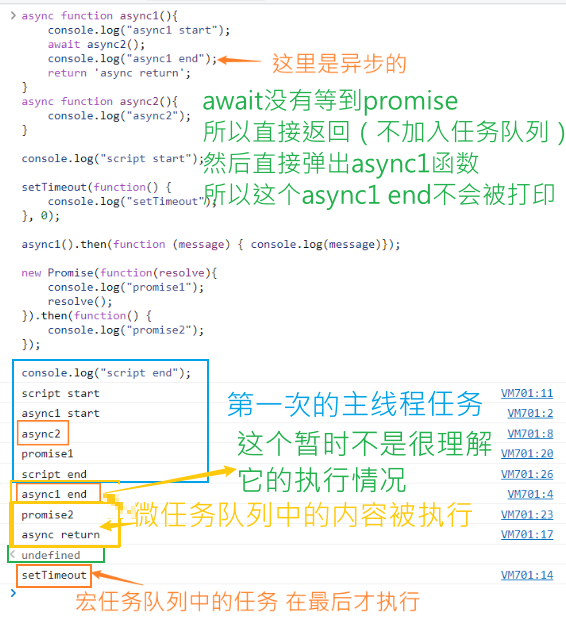 async function async1(){
console.log("async1 start");
await async2();
console.log("async1 end");
这里是异步的
return 'async return';
}
async function async2(){
console.log("async2");
}
await没有等到promise
所以直接返回（不加入任务队列）
然后直接弹出async1函数
所以这个async1 end不会被打印
console.log("script start");
setTimeout(function() {
console.log("setTimeout");
}, 0);
async1().then(function (message) { console.log(message)});
new Promise(function(resolve){
console.log("promise1");
resolve();
}).then(function() {
console.log("promise2");
});
console.log("script end");
script start VM701:11
async1 start VM701:2
async2 VM701:8
promise1 VM701:20
script end VM701:26
第一次的主线程任务
这个暂时不是很理解
它的执行情况
async1 end VM701:4
promise2 VM701:23
async return VM701:17
微任务队列中的内容被执行
undefined
setTimeout VM701:14
宏任务队列中的任务 在最后才执行